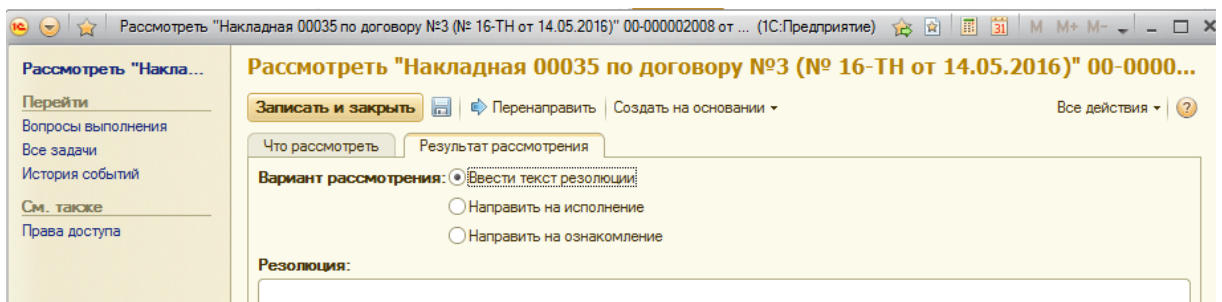 Рассмотреть "Накладная 00035 по договору №3 (№ 16-ТН от 14.05.2016)" 00-000002008 от ... (1С:Предприятие) 31 M M+ M-
Рассмотреть "Накла...
Перейти
Вопросы выполнения
Все задачи
История событий
См. также
Права доступа
Рассмотреть "Накладная 00035 по договору №3 (№ 16-ТН от 14.05.2016)" 00-0000...
Записать и закрыть Перенаправить Создать на основании Все действия ?
Что рассмотреть Результат рассмотрения
Вариант рассмотрения: Ввести текст резолюции
Направить на исполнение
Направить на ознакомление
Резолюция: